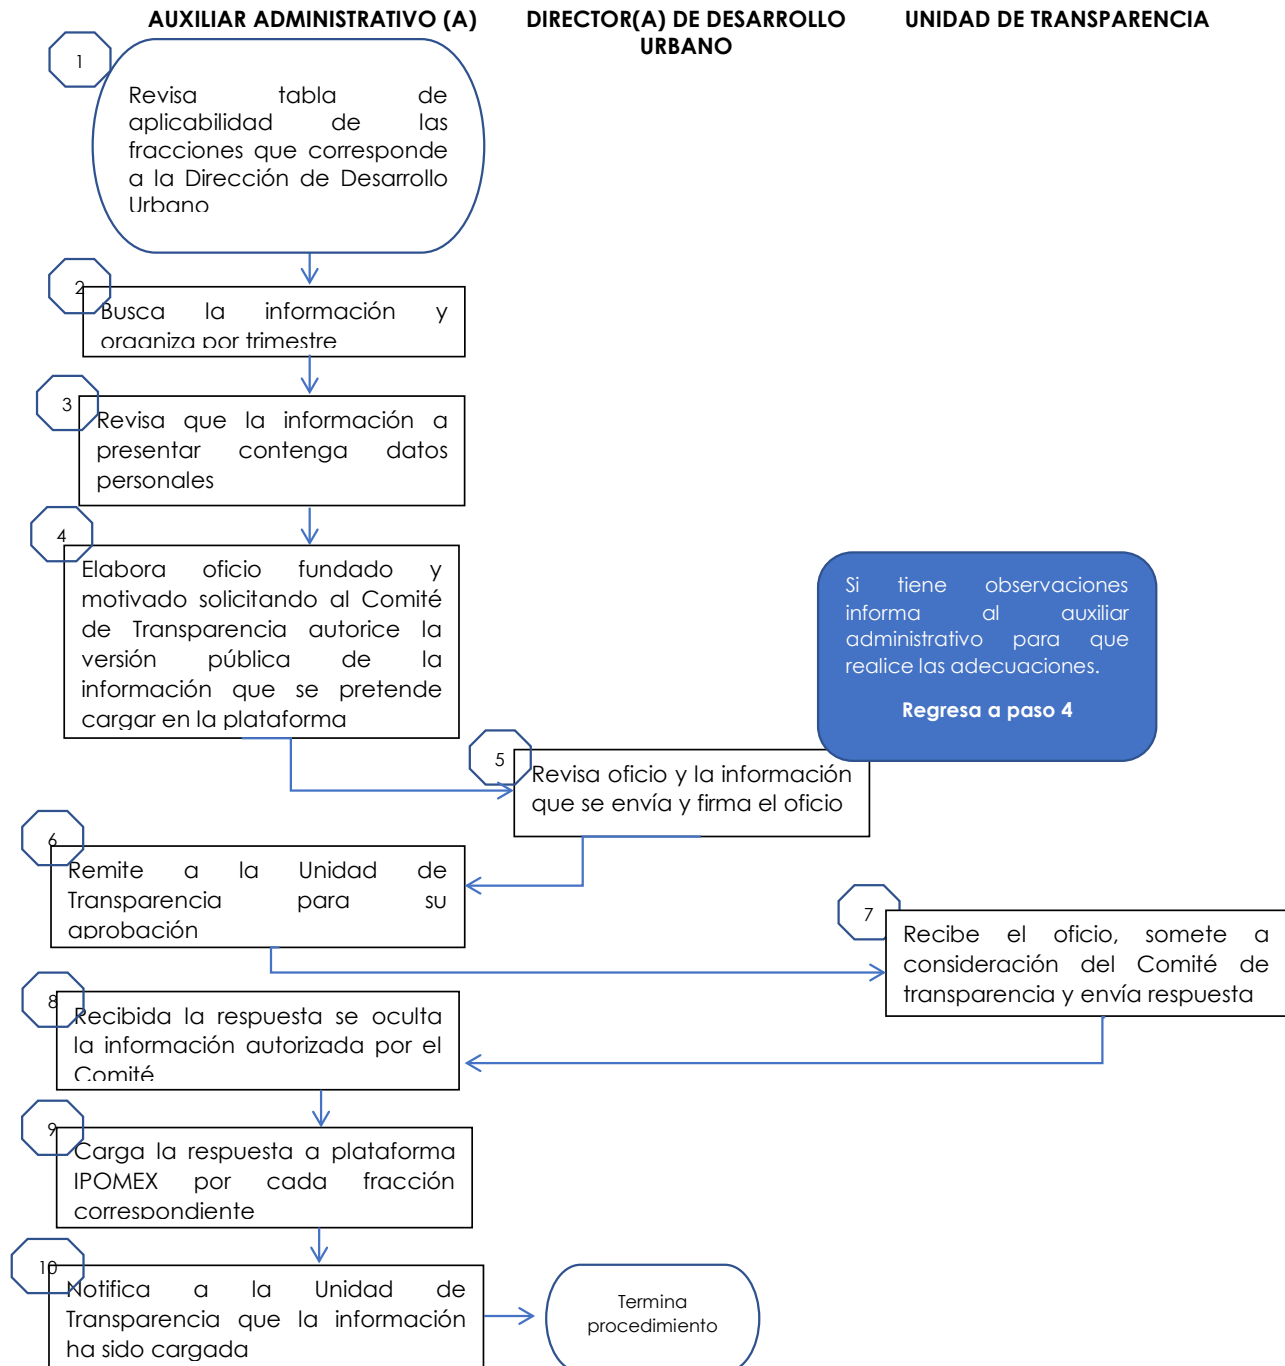 AUXILIAR ADMINISTRATIVO (A)
DIRECTOR(A) DE DESARROLLO
URBANO
UNIDAD DE TRANSPARENCIA
1
Revisa tabla de
aplicabilidad de las
fracciones que corresponde
a la Dirección de Desarrollo
Urbano
2
Busca la información y
organiza por trimestre
3
Revisa que la información a
presentar contenga datos
personales
4
Elabora oficio fundado y
motivado solicitando al Comité
de Transparencia autorice la
versión pública de la
información que se pretende
cargar en la plataforma
Si tiene observaciones
informa al auxiliar
administrativo para que
realice las adecuaciones.
Regresa a paso 4
5
Revisa oficio y la información
que se envía y firma el oficio
6
Remite a la Unidad de
Transparencia para su
aprobación
7
Recibe el oficio, somete a
consideración del Comité de
transparencia y envía respuesta
8
Recibida la respuesta se oculta
la información autorizada por el
Comité
9
Carga la respuesta a plataforma
IPOMEX por cada fracción
correspondiente
10
Notifica a la Unidad de
Transparencia que la información
ha sido cargada
Termina
procedimiento